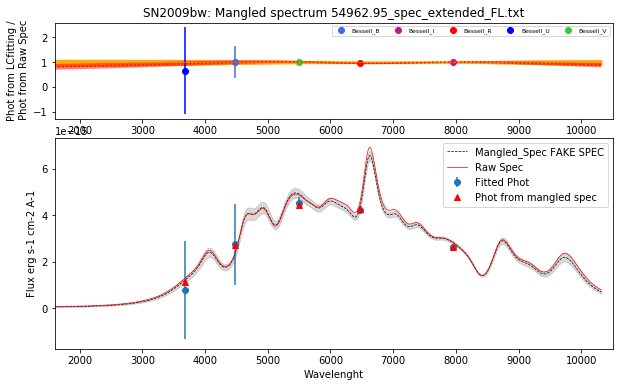 SN2009bw: Mangled spectrum 54962.95_spec_extended_FL.txt
Phot from LCfitting /
Phot from Raw Spec
2
1
0
−1
Bessell_B
Bessell_I
Bessell_R
Bessell_U
Bessell_V
2000 3000 4000 5000 6000 7000 8000 9000 10000
Flux erg s-1 cm-2 A-1
6
4
2
0
Mangled_Spec FAKE SPEC
Raw Spec
Fitted Phot
Phot from mangled spec
2000 3000 4000 5000 6000 7000 8000 9000 10000
Wavelenght